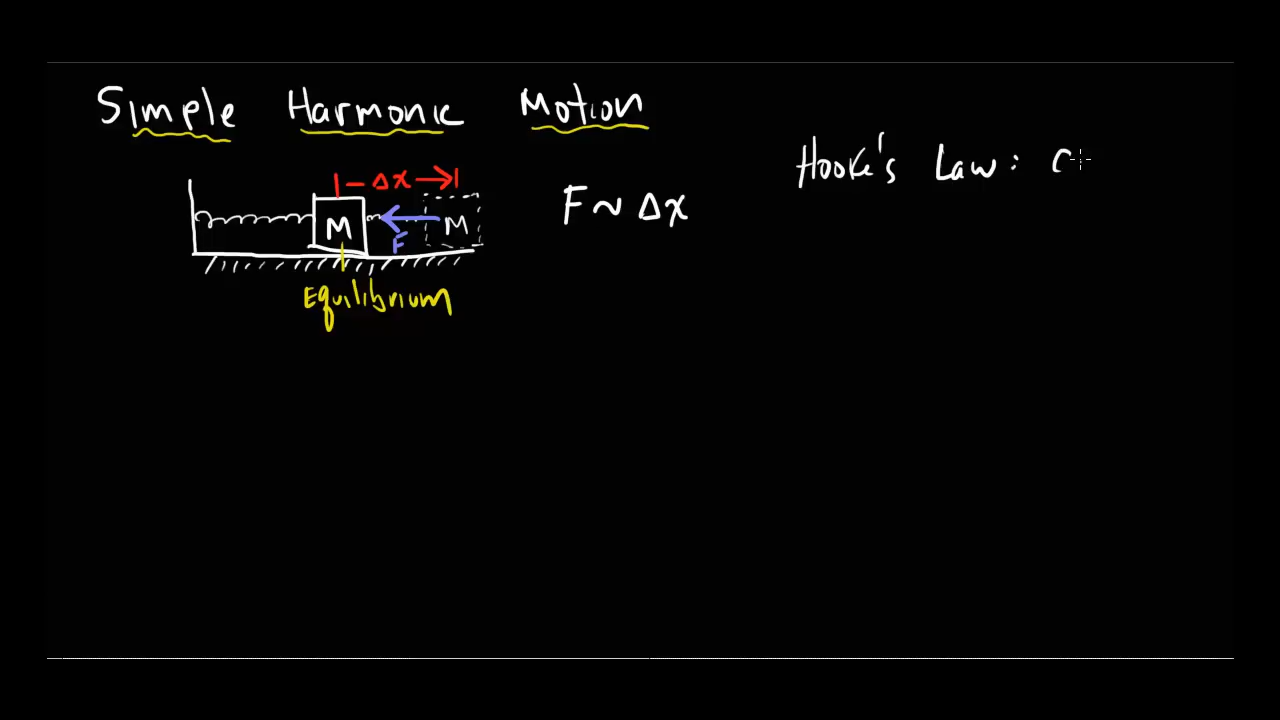 Simple Harmonic Motion
Hooke's Law:
Δx
F ~ Δx
M
M
F
Equilibrium